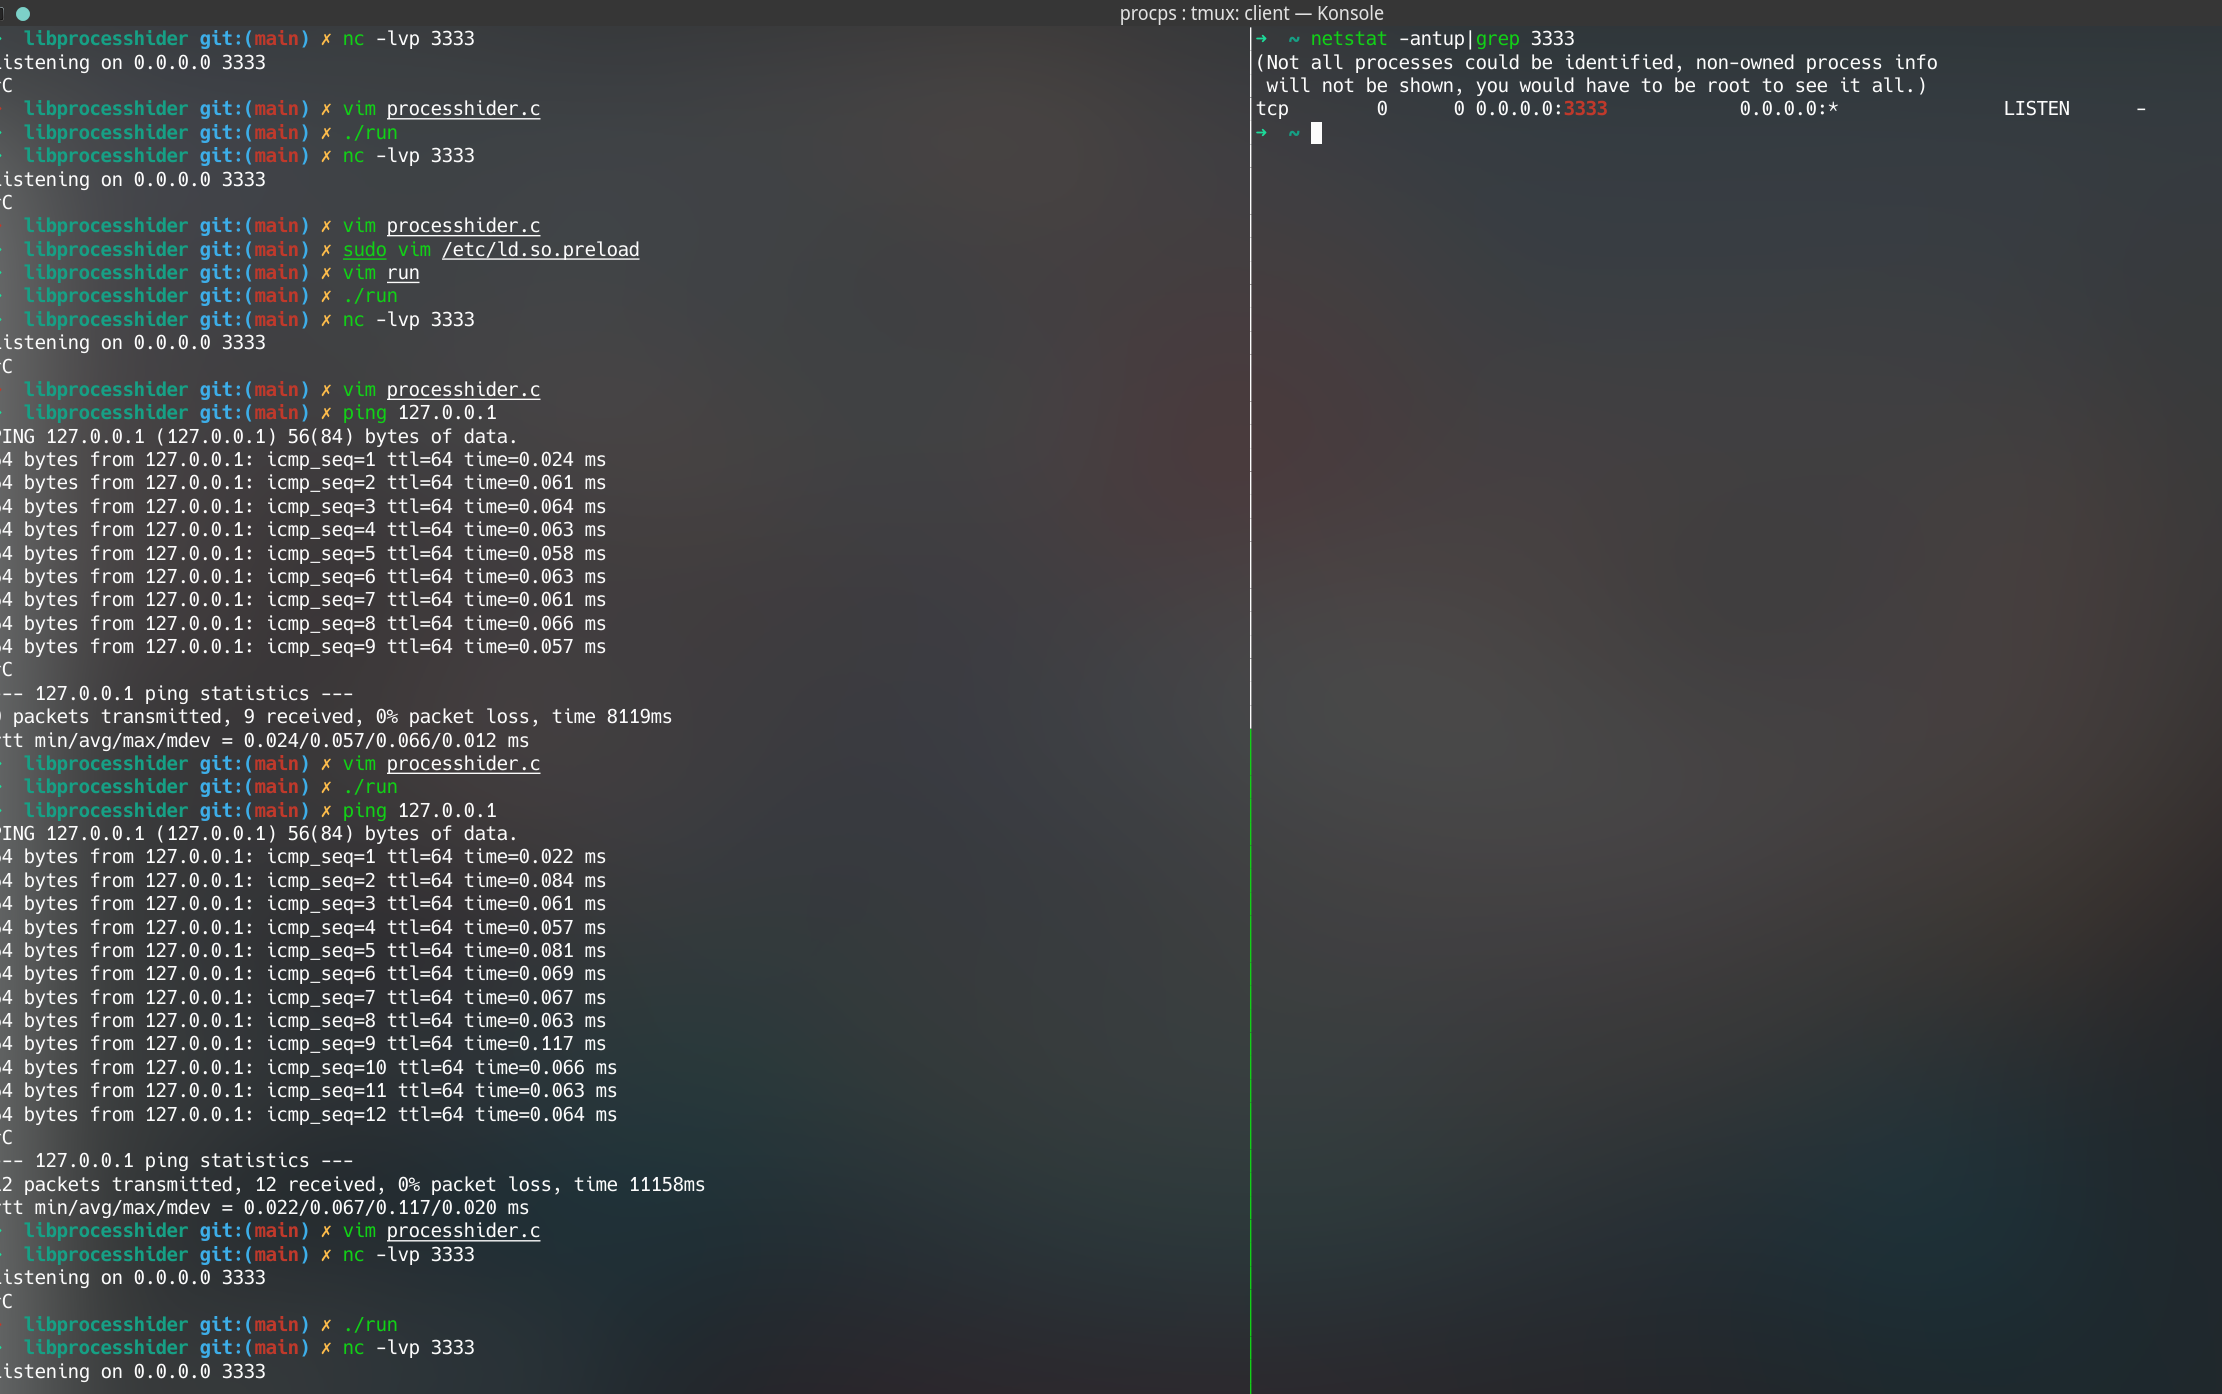 procps : tmux: client — Konsole
libprocesshider git:(main) ✗ nc -lvp 3333
istening on 0.0.0.0 3333
C
libprocesshider git:(main) ✗ vim processhider.c
libprocesshider git:(main) ✗ ./run
libprocesshider git:(main) ✗ nc -lvp 3333
istening on 0.0.0.0 3333
C
libprocesshider git:(main) ✗ vim processhider.c
libprocesshider git:(main) ✗ sudo vim /etc/ld.so.preload
libprocesshider git:(main) ✗ vim run
libprocesshider git:(main) ✗ ./run
libprocesshider git:(main) ✗ nc -lvp 3333
istening on 0.0.0.0 3333
C
libprocesshider git:(main) ✗ vim processhider.c
libprocesshider git:(main) ✗ ping 127.0.0.1
PING 127.0.0.1 (127.0.0.1) 56(84) bytes of data.
64 bytes from 127.0.0.1: icmp_seq=1 ttl=64 time=0.024 ms
64 bytes from 127.0.0.1: icmp_seq=2 ttl=64 time=0.061 ms
64 bytes from 127.0.0.1: icmp_seq=3 ttl=64 time=0.064 ms
64 bytes from 127.0.0.1: icmp_seq=4 ttl=64 time=0.063 ms
64 bytes from 127.0.0.1: icmp_seq=5 ttl=64 time=0.058 ms
64 bytes from 127.0.0.1: icmp_seq=6 ttl=64 time=0.063 ms
64 bytes from 127.0.0.1: icmp_seq=7 ttl=64 time=0.061 ms
64 bytes from 127.0.0.1: icmp_seq=8 ttl=64 time=0.066 ms
64 bytes from 127.0.0.1: icmp_seq=9 ttl=64 time=0.057 ms
C
-- 127.0.0.1 ping statistics ---
9 packets transmitted, 9 received, 0% packet loss, time 8119ms
rtt min/avg/max/mdev = 0.024/0.057/0.066/0.012 ms
libprocesshider git:(main) ✗ vim processhider.c
libprocesshider git:(main) ✗ ./run
libprocesshider git:(main) ✗ ping 127.0.0.1
PING 127.0.0.1 (127.0.0.1) 56(84) bytes of data.
64 bytes from 127.0.0.1: icmp_seq=1 ttl=64 time=0.022 ms
64 bytes from 127.0.0.1: icmp_seq=2 ttl=64 time=0.084 ms
64 bytes from 127.0.0.1: icmp_seq=3 ttl=64 time=0.061 ms
64 bytes from 127.0.0.1: icmp_seq=4 ttl=64 time=0.057 ms
64 bytes from 127.0.0.1: icmp_seq=5 ttl=64 time=0.081 ms
64 bytes from 127.0.0.1: icmp_seq=6 ttl=64 time=0.069 ms
64 bytes from 127.0.0.1: icmp_seq=7 ttl=64 time=0.067 ms
64 bytes from 127.0.0.1: icmp_seq=8 ttl=64 time=0.063 ms
64 bytes from 127.0.0.1: icmp_seq=9 ttl=64 time=0.117 ms
64 bytes from 127.0.0.1: icmp_seq=10 ttl=64 time=0.066 ms
64 bytes from 127.0.0.1: icmp_seq=11 ttl=64 time=0.063 ms
64 bytes from 127.0.0.1: icmp_seq=12 ttl=64 time=0.064 ms
C
-- 127.0.0.1 ping statistics ---
12 packets transmitted, 12 received, 0% packet loss, time 11158ms
rtt min/avg/max/mdev = 0.022/0.067/0.117/0.020 ms
libprocesshider git:(main) ✗ vim processhider.c
libprocesshider git:(main) ✗ nc -lvp 3333
istening on 0.0.0.0 3333
C
libprocesshider git:(main) ✗ ./run
libprocesshider git:(main) ✗ nc -lvp 3333
istening on 0.0.0.0 3333
➜ ~ netstat -antup|grep 3333
(Not all processes could be identified, non-owned process info
will not be shown, you would have to be root to see it all.)
tcp 0 0 0.0.0.0:3333 0.0.0.0:* LISTEN -
➜ ~